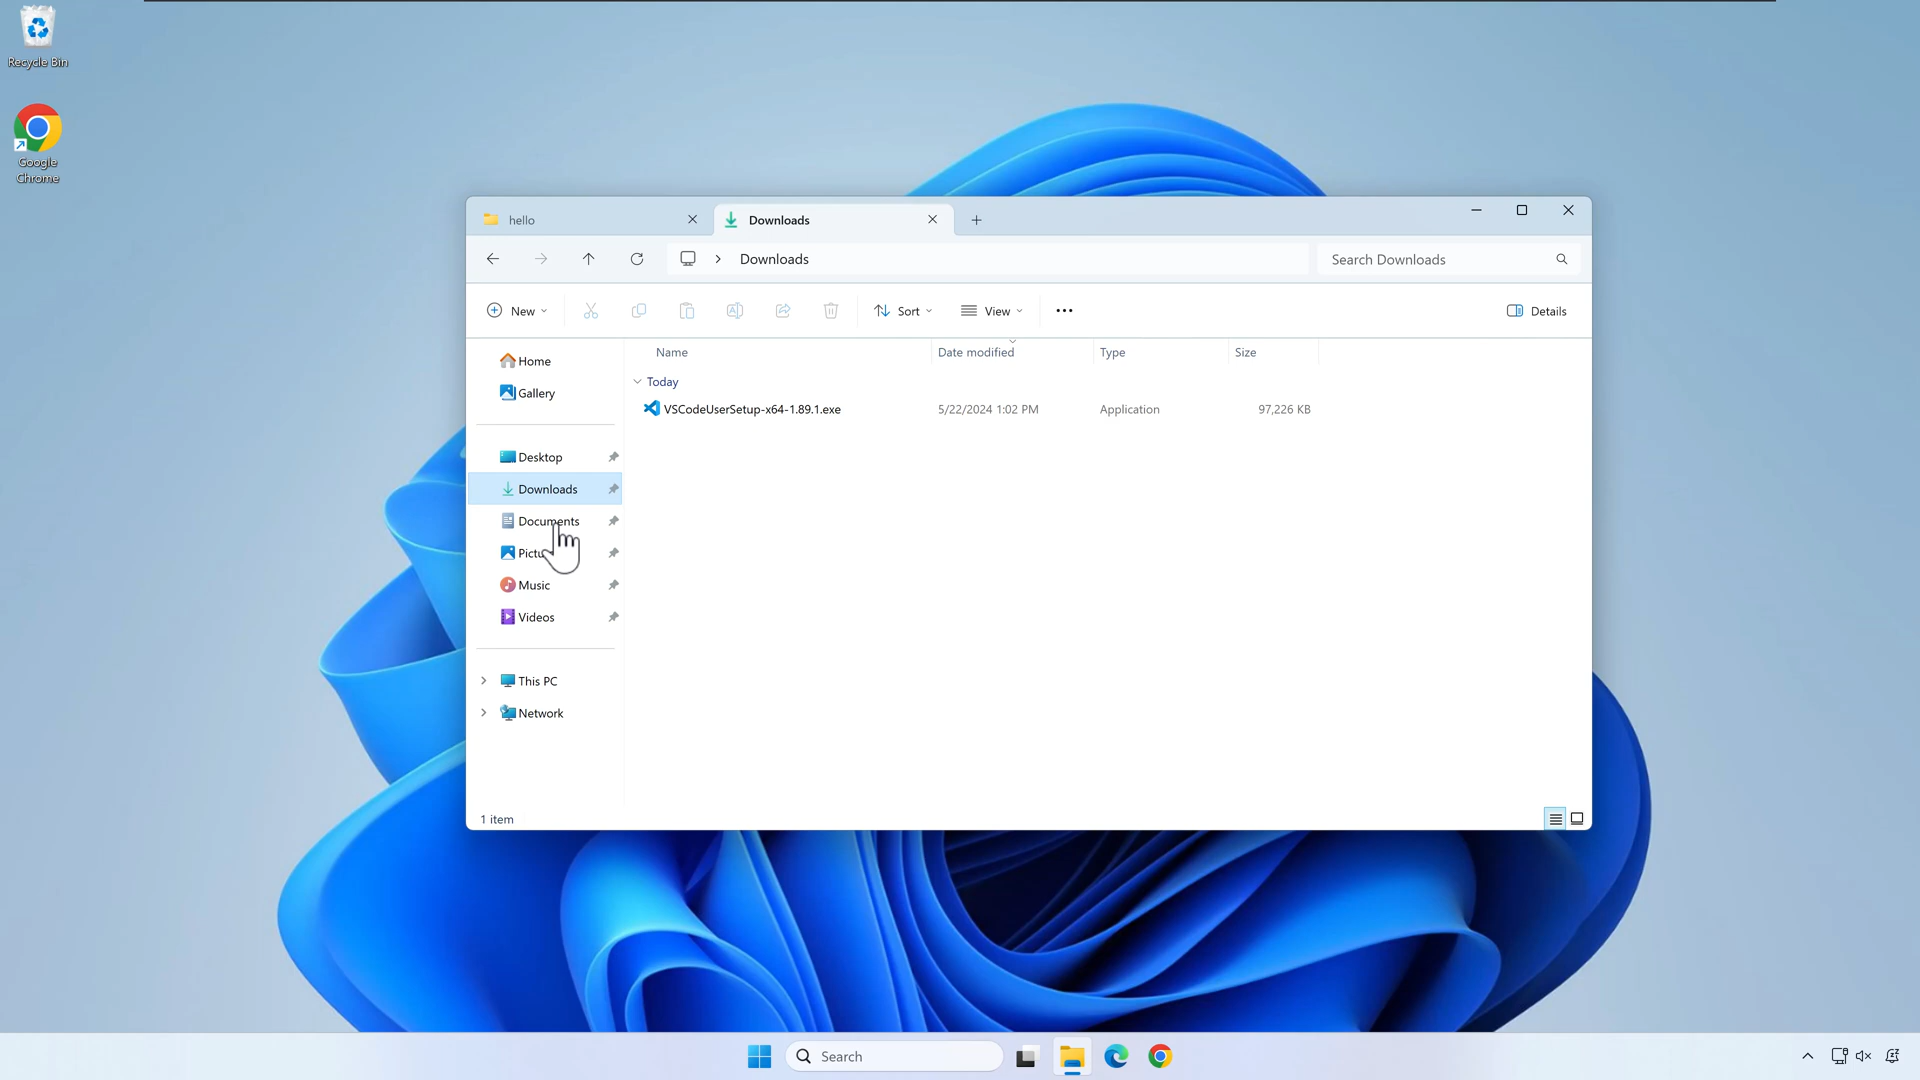 Recycle Bin
Google
Chrome
hello
Downloads
Downloads
Search Downloads
New
Sort
View
Details
Name
Date modified
Type
Size
Today
VSCodeUserSetup-x64-1.89.1.exe
5/22/2024 1:02 PM
Application
97,226 KB
Home
Gallery
Desktop
Downloads
Documents
Music
Videos
This PC
Network
1 item
Search